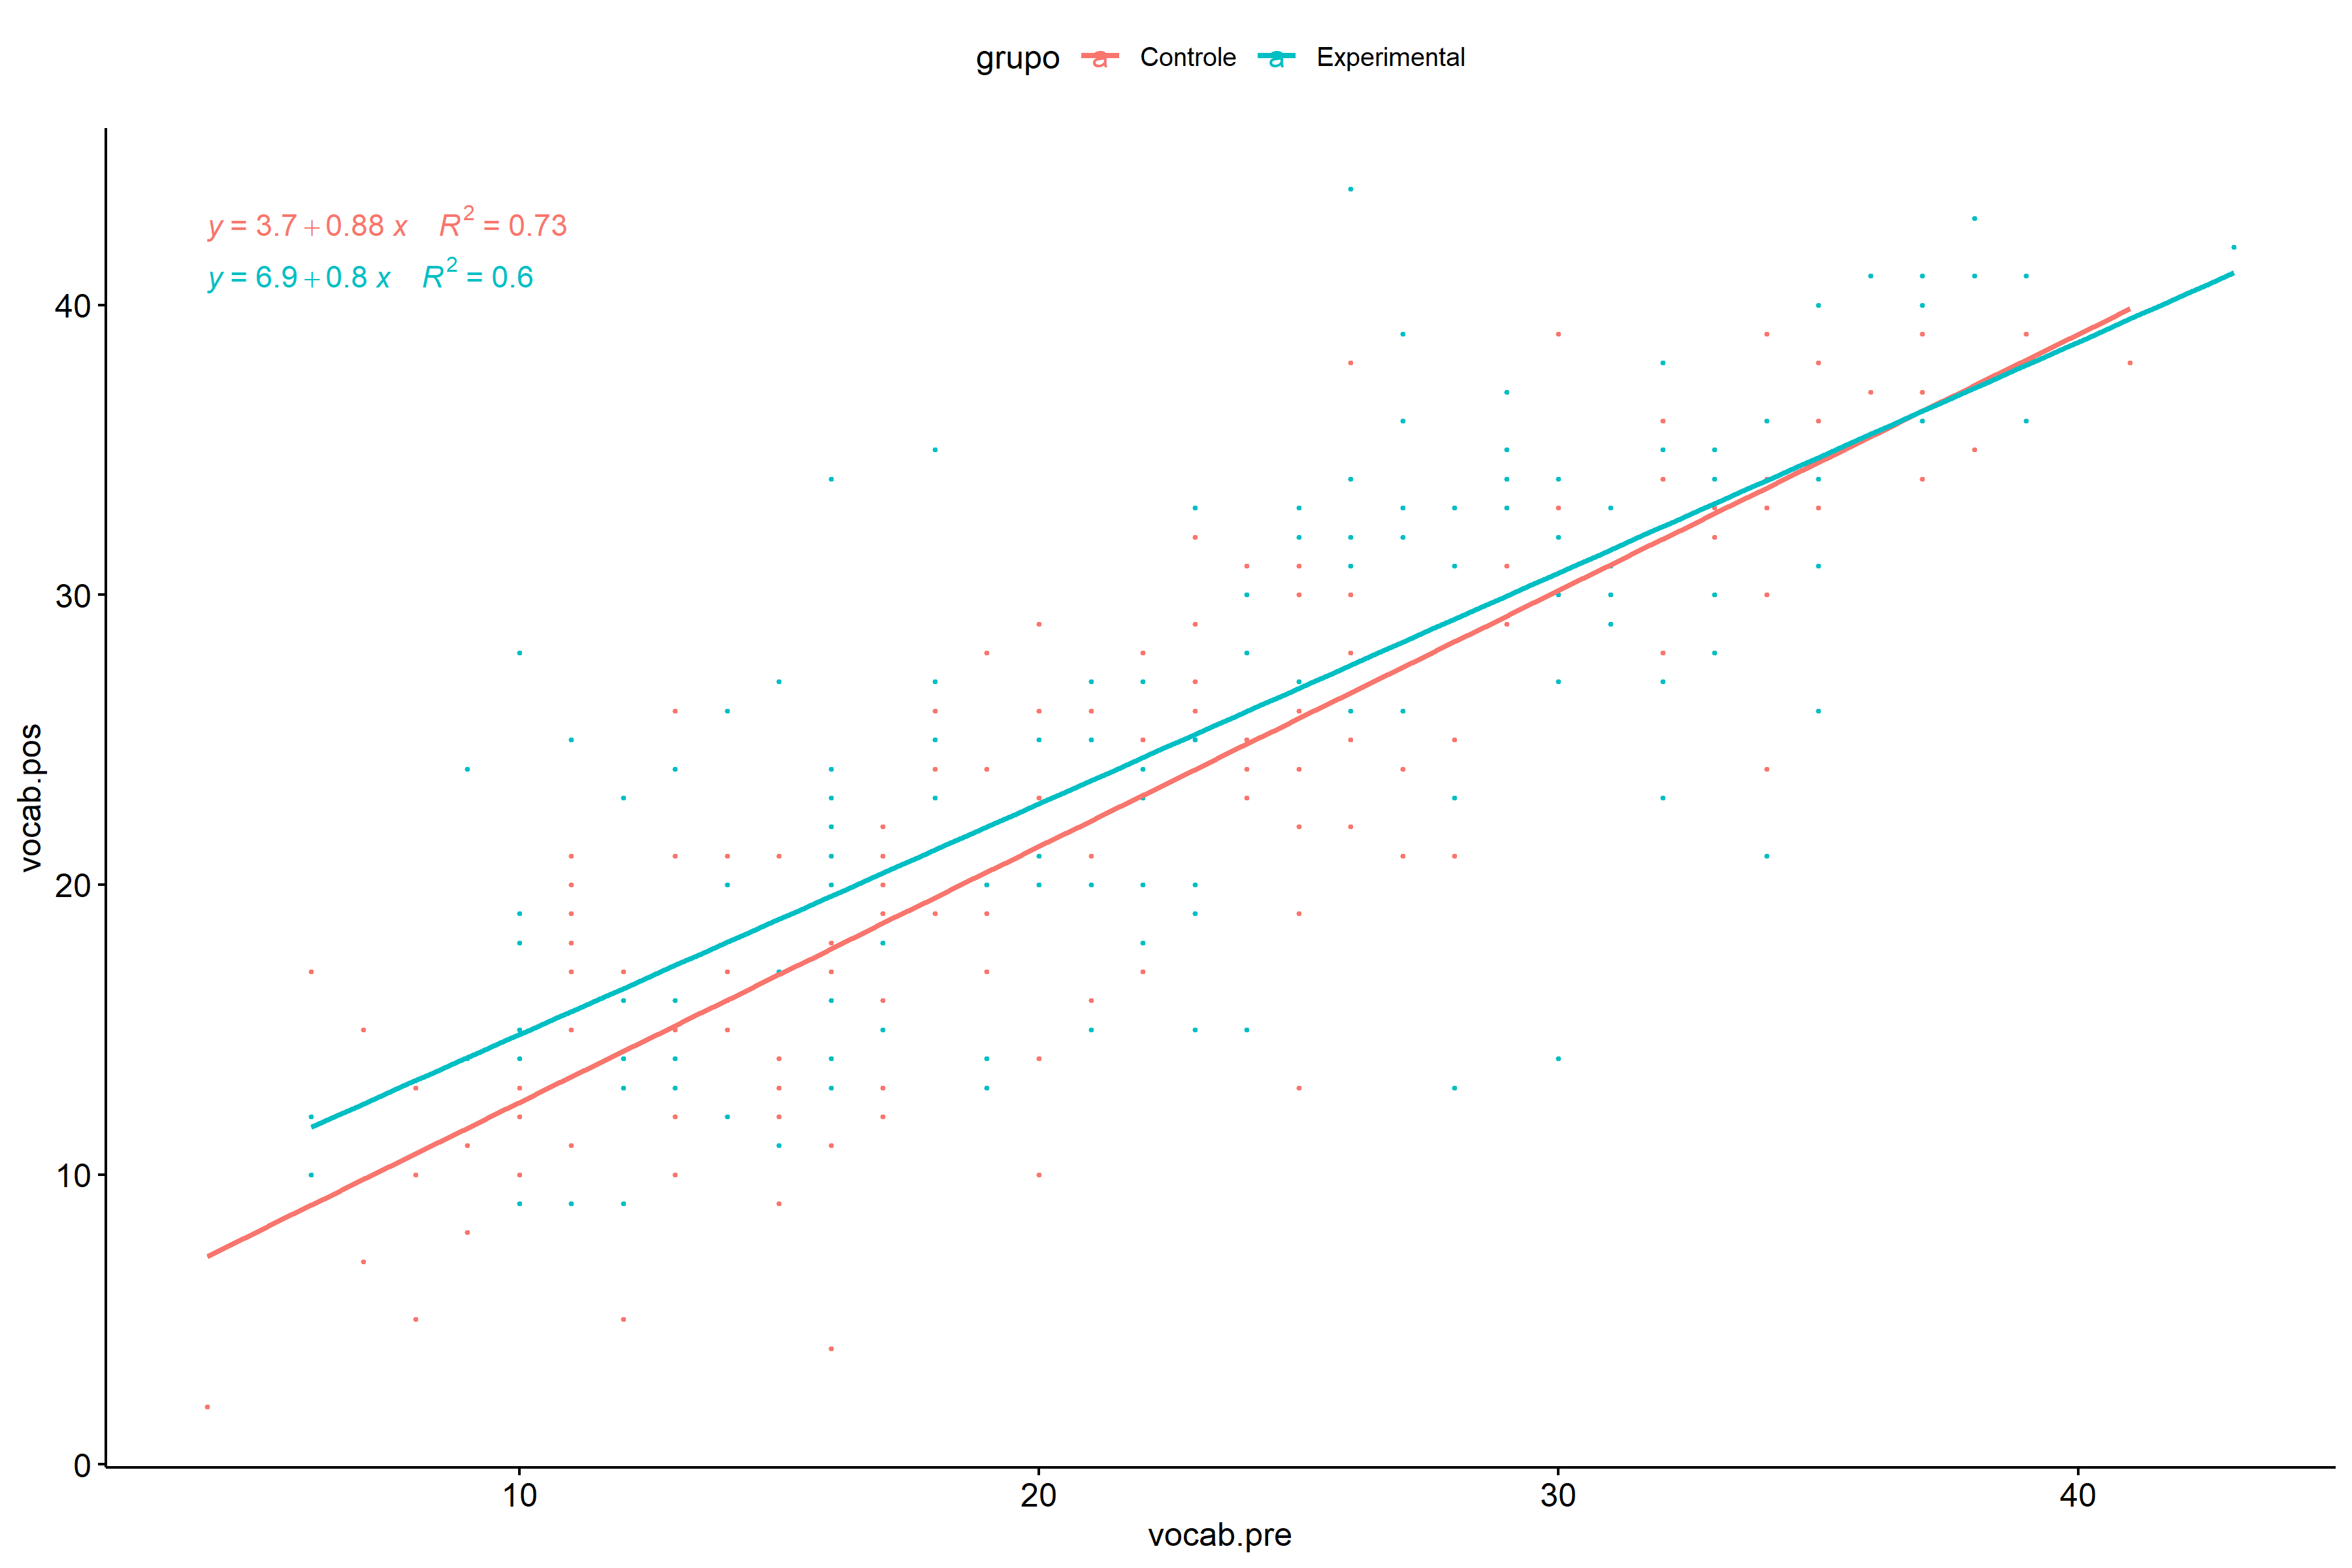 grupo a Controle a Experimental
y = 3.7 + 0.88 x R² = 0.73
y = 6.9 + 0.8 x R² = 0.6
40
30
20
10
0
vocab.pos
10 20 30 40
vocab.pre